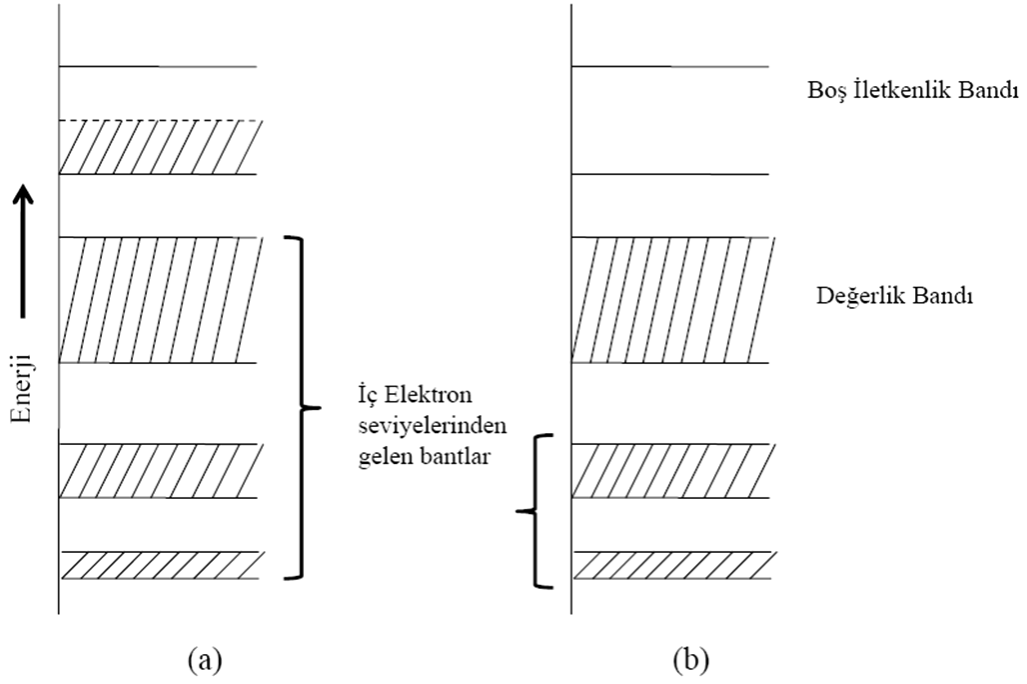 Boş İletkenlik Bandı
Değerlik Bandı
Enerji
İç Elektron
seviyelerinden
gelen bantlar
(a)
(b)